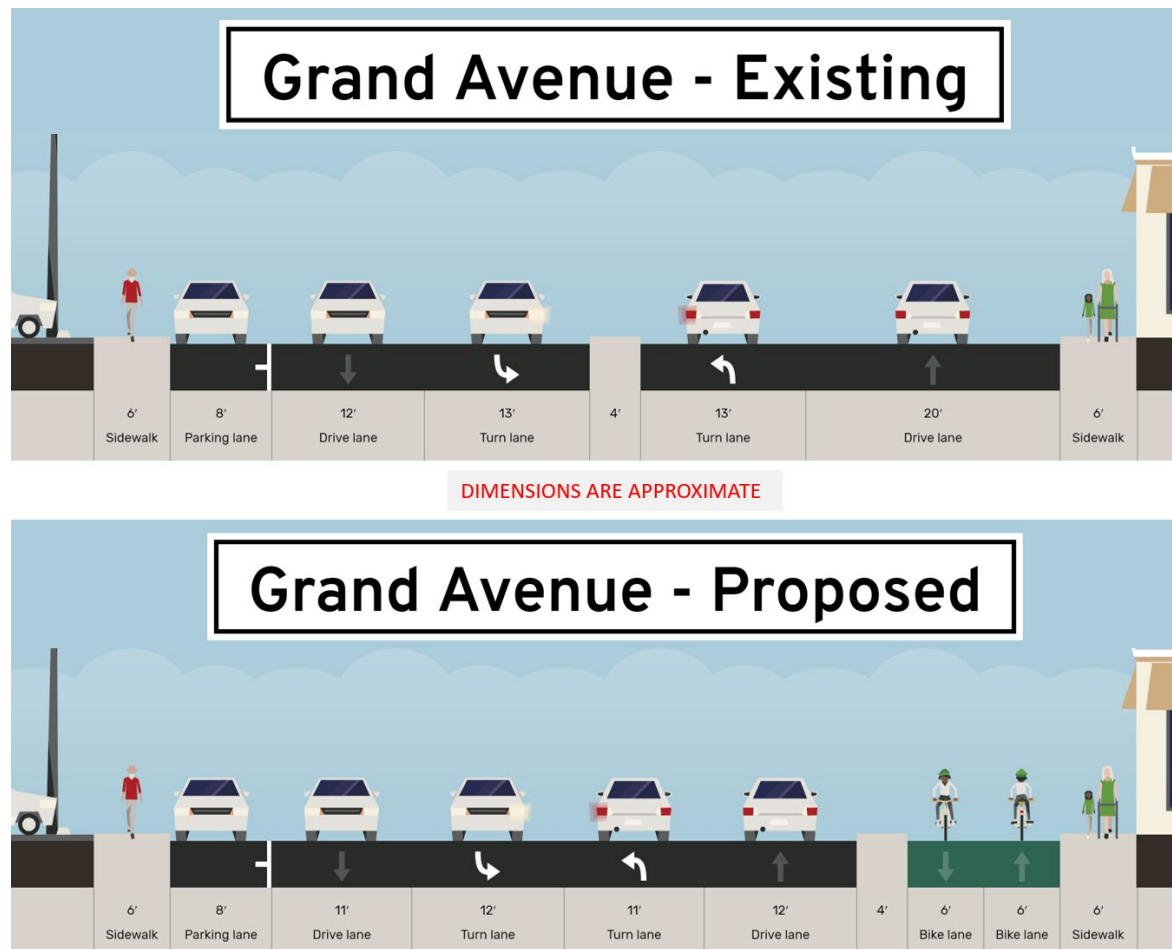 Grand Avenue - Existing
6' 8' 12' 13' 4' 13' 20' 6'
Sidewalk Parking lane Drive lane Turn lane Turn lane Drive lane Sidewalk
DIMENSIONS ARE APPROXIMATE
Grand Avenue - Proposed
6' 8' 11' 12' 11' 12' 4' 6' 6' 6'
Sidewalk Parking lane Drive lane Turn lane Turn lane Drive lane Bike lane Bike lane Sidewalk